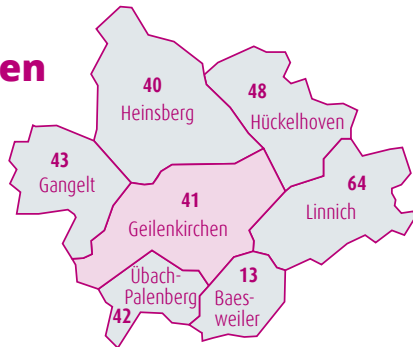 en
40
Heinsberg
48
Hückelhoven
43
Gangelt
41
Geilenkirchen
64
Linnich
Übach-
Palenberg
42
13
Baes-
weiler